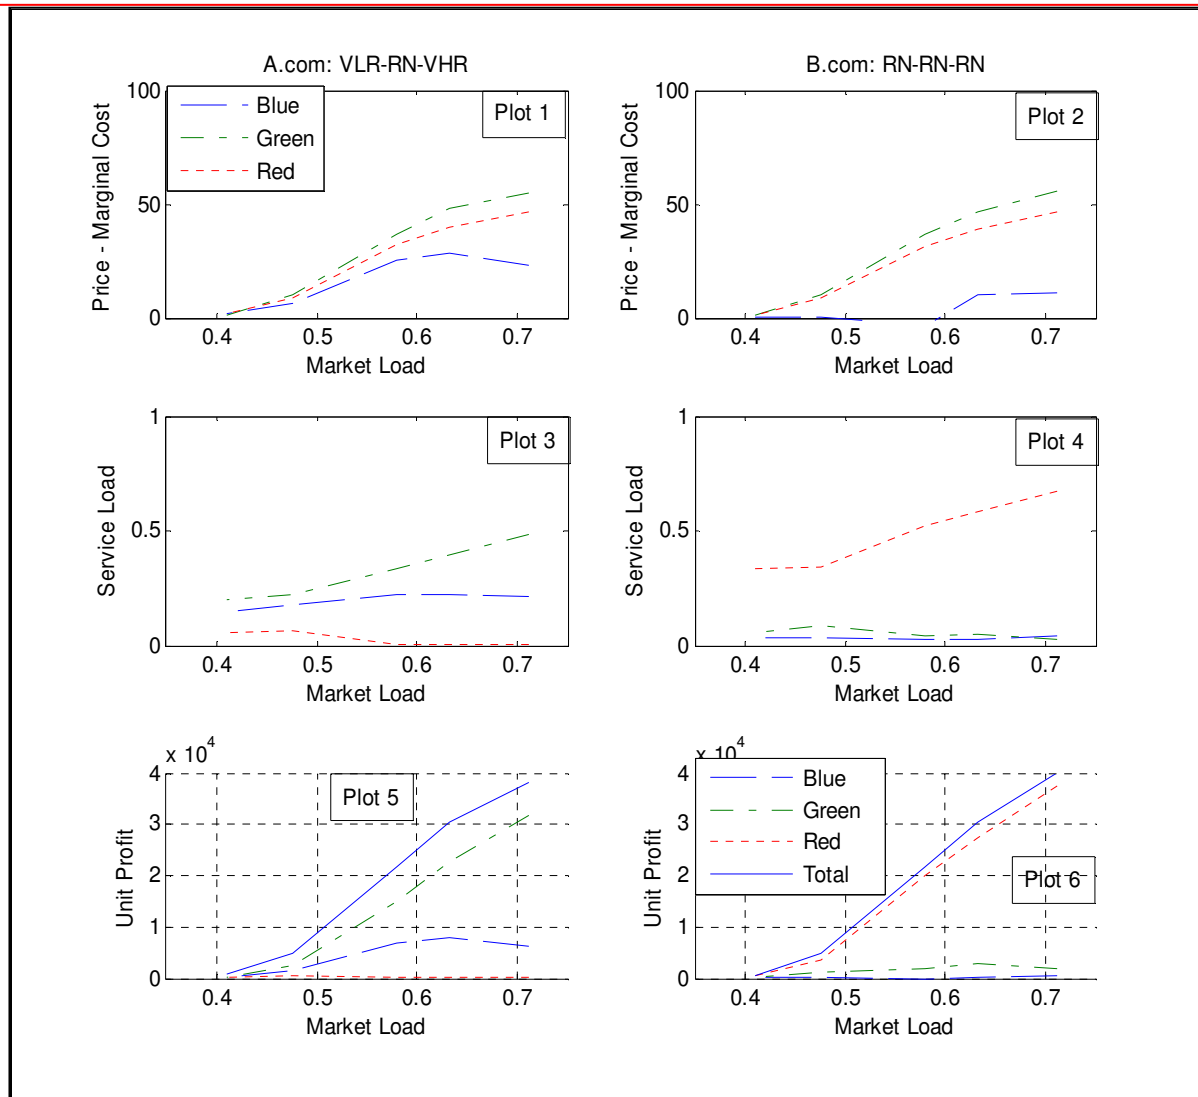 A.com: VLR-RN-VHR
B.com: RN-RN-RN
Price - Marginal Cost
100
50
0
Blue
Green
Red
Plot 1
0.4 0.5 0.6 0.7
Market Load
Price - Marginal Cost
100
50
0
Plot 2
0.4 0.5 0.6 0.7
Market Load
Service Load
1
0.5
0
Plot 3
0.4 0.5 0.6 0.7
Market Load
Service Load
1
0.5
0
Plot 4
0.4 0.5 0.6 0.7
Market Load
x 10^4
Unit Profit
4
3
2
1
0
Plot 5
0.4 0.5 0.6 0.7
Market Load
x 10^4
Unit Profit
4
3
2
1
0
Blue
Green
Red
Total
Plot 6
0.4 0.5 0.6 0.7
Market Load